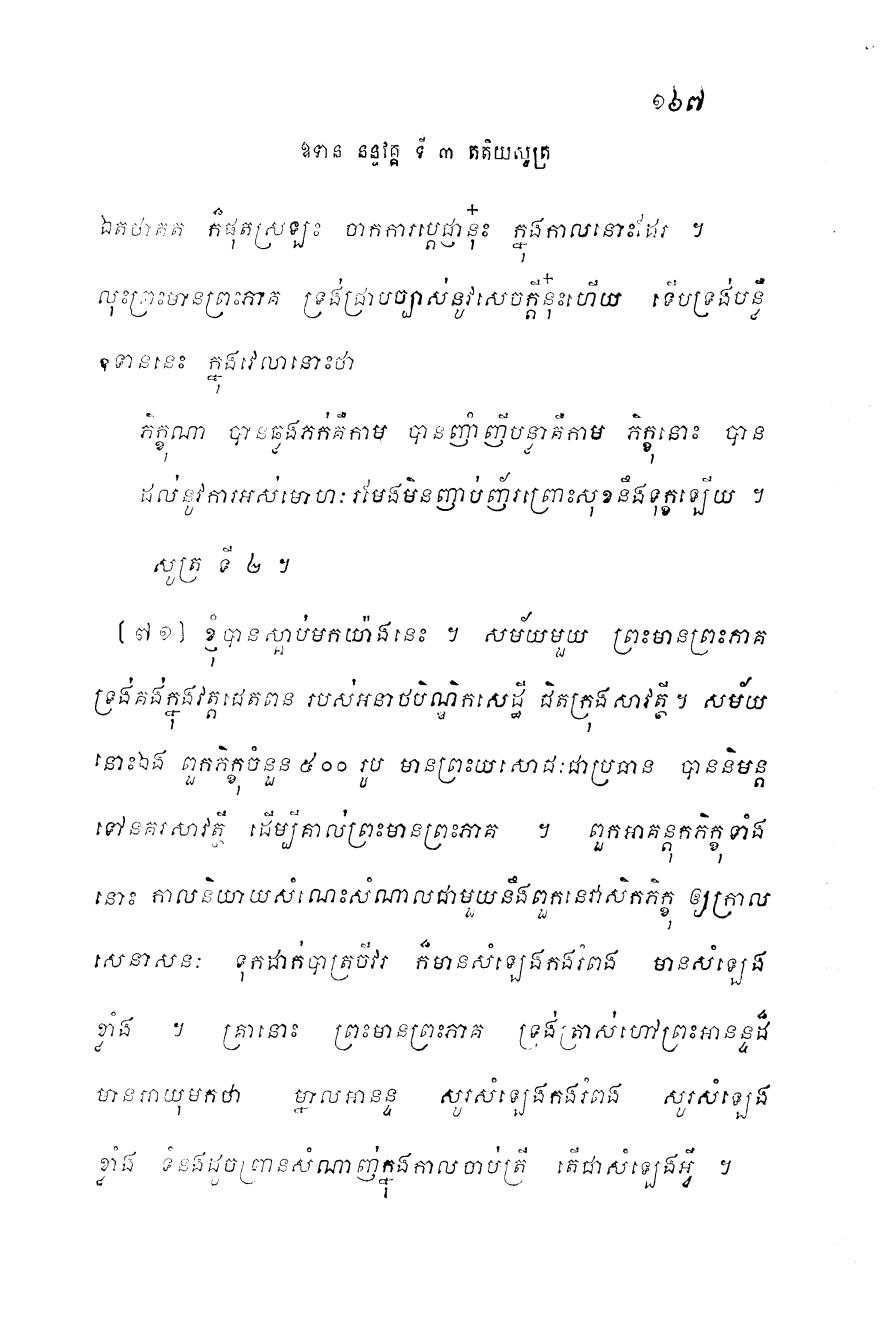 ១៦៧
ឱទាន នន្ទវគ្គ ទី ៣ តតិយសូត្រ
ឯតថាគត ក៏ផុតស្រឡះ ចាកការប្តេជ្ញានុ៎ះ ក្នុងកាលនោះដែរ ។
លុះព្រះមានព្រះភាគ ទ្រង់ជ្រាបច្បាស់នូវសេចក្តីនុ៎ះហើយ ទើបទ្រង់បន្លឺ
ឧទាននេះ ក្នុងវេលានោះថា
ភិក្ខុណា បានឆ្លងភក់គឺកាម បានញាំញីបន្លាគឺកាម ភិក្ខុនោះ បាន
ដល់នូវការអស់មោហៈ រមែងមិនញាប់ញ័រព្រោះសុខនឹងទុក្ខឡើយ ។
សូត្រ ទី ២ ។
[៧១] ខ្ញុំបានស្តាប់មកយ៉ាងនេះ ។ សម័យមួយ ព្រះមានព្រះភាគ
ទ្រង់គង់ក្នុងវត្តជេតពន របស់អនាថបិណ្ឌិកសេដ្ឋី ជិតក្រុងសាវត្ថី ។ សម័យ
នោះឯង ពួកភិក្ខុចំនួន ៥០០ រូប មានព្រះយសោជៈជាប្រធាន បាននិមន្ត
ទៅនគរសាវត្ថី ដើម្បីគាល់ព្រះមានព្រះភាគ ។ ពួកអាគន្តុកភិក្ខុទាំង
នោះ កាលនិយាយសំណេះសំណាលជាមួយនឹងពួកនេវាសិកភិក្ខុ ឲ្យក្រាល
សេនាសនៈ ទុកដាក់បាត្រចីវរ ក៏មានសំឡេងកងរំពង មានសំឡេង
ខ្លាំង ។ គ្រានោះ ព្រះមានព្រះភាគ ទ្រង់ត្រាស់ហៅព្រះអានន្ទដ៏
មានអាយុមកថា ម្នាលអានន្ទ សូរសំឡេងកងរំពង សូរសំឡេង
ខ្លាំង ទំនងដូចព្រានសំណាញ់ក្នុងកាលចាប់ត្រី តើជាសំឡេងអ្វី ។